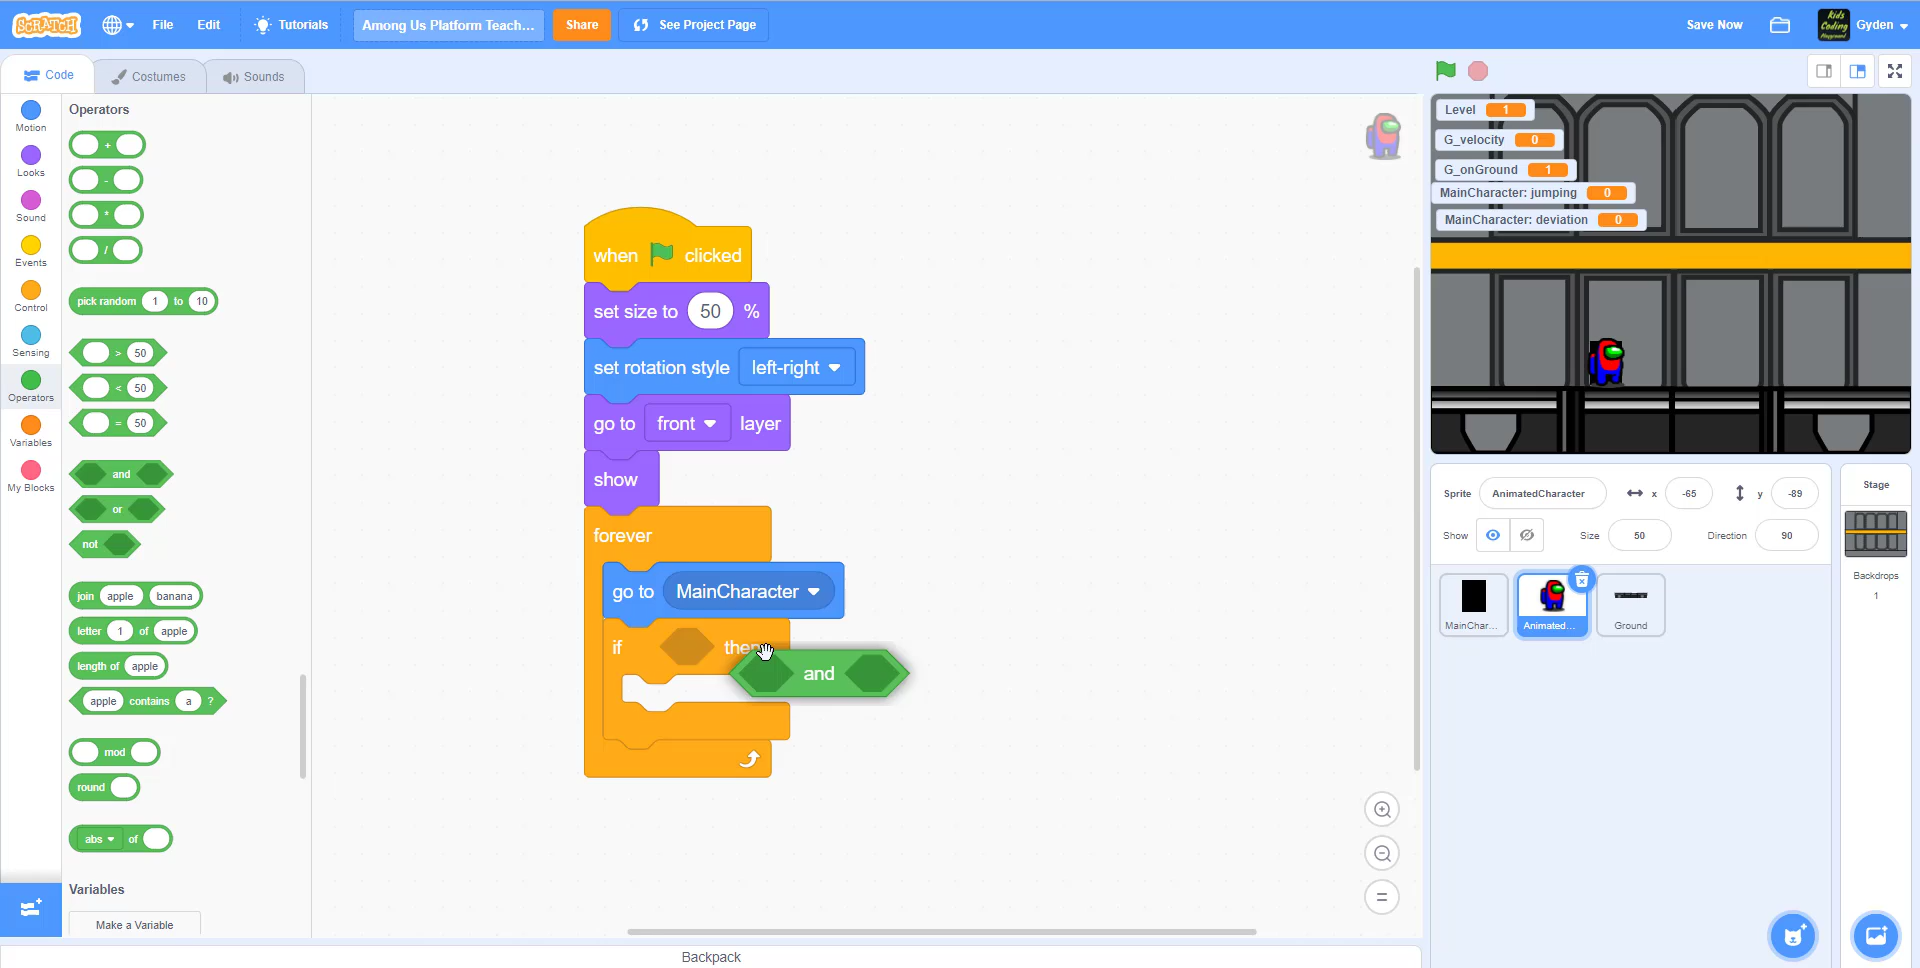 SCRATCH File Edit Tutorials Among Us Platform Teach... Share See Project Page Save Now Kids Coding Playground Gyden
Code Costumes Sounds
Motion
Looks
Sound
Events
Control
Sensing
Operators
Variables
My Blocks
Operators
+
-
*
/
pick random 1 to 10
> 50
< 50
= 50
and
or
not
join apple banana
letter 1 of apple
length of apple
apple contains a ?
mod
round
abs of
Variables
Make a Variable
when clicked
set size to 50 %
set rotation style left-right
go to front layer
show
forever
go to MainCharacter
if then
and
=
Backpack
Level 1
G_velocity 0
G_onGround 1
MainCharacter: jumping 0
MainCharacter: deviation 0
Sprite AnimatedCharacter x -65 y -89
Show Size 50 Direction 90
MainChar... Animated... Ground
Stage
Backdrops
1